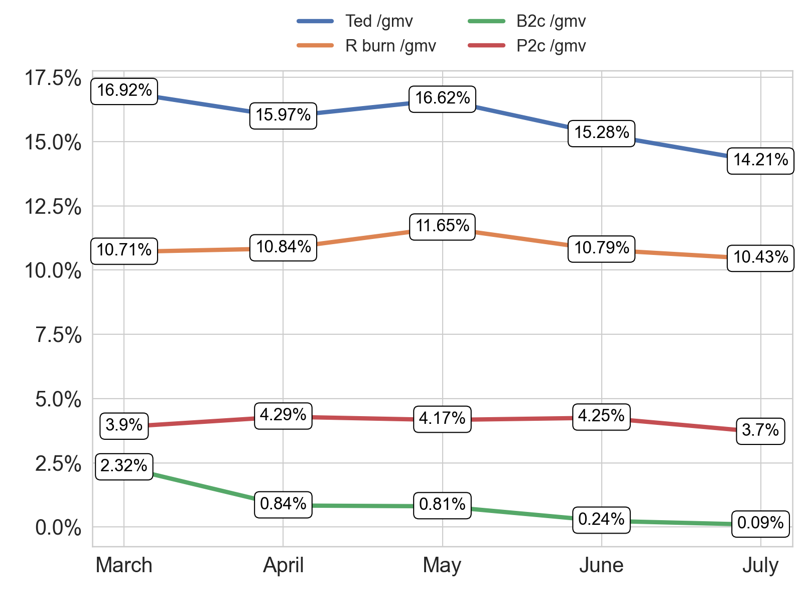 Ted /gmv B2c /gmv
R burn /gmv P2c /gmv
17.5%
16.92% 15.97% 16.62% 15.28% 14.21%
15.0%
12.5%
10.71% 10.84% 11.65% 10.79% 10.43%
10.0%
7.5%
5.0%
3.9% 4.29% 4.17% 4.25% 3.7%
2.5%
2.32% 0.84% 0.81% 0.24% 0.09%
0.0%
March April May June July